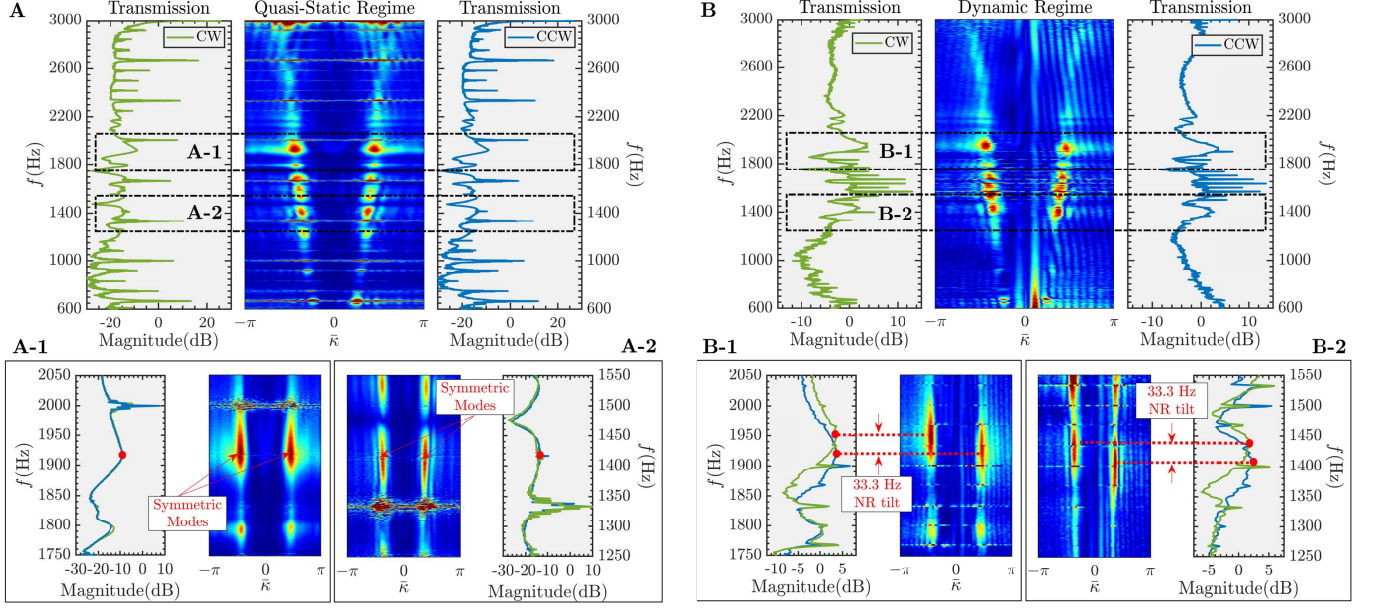 A
Transmission
Quasi-Static Regime
Transmission
3000
2600
2200
1800
1400
1000
600
f(Hz)
CW
CCW
A-1
A-2
3000
2600
2200
1800
1400
1000
600
f(Hz)
-20 0 20
−π 0 π
-20 0 20
Magnitude(dB)
κ̄
Magnitude(dB)
B
Transmission
Dynamic Regime
Transmission
3000
2600
2200
1800
1400
1000
600
f(Hz)
CW
CCW
B-1
B-2
3000
2600
2200
1800
1400
1000
600
f(Hz)
-10 0 10
−π 0 π
-10 0 10
Magnitude(dB)
κ̄
Magnitude(dB)
A-1
2050
2000
1950
1900
1850
1800
1750
f(Hz)
Symmetric
Modes
-30-20-10 0 10
−π 0 π
Magnitude(dB)
κ̄
A-2
Symmetric
Modes
1550
1500
1450
1400
1350
1300
1250
f(Hz)
−π 0 π
-30-20-10 0 10
κ̄
Magnitude(dB)
B-1
2050
2000
1950
1900
1850
1800
1750
f(Hz)
33.3 Hz
NR tilt
-10 -5 0 5
−π 0 π
Magnitude(dB)
κ̄
B-2
33.3 Hz
NR tilt
1550
1500
1450
1400
1350
1300
1250
f(Hz)
−π 0 π
-5 0 5
κ̄
Magnitude(dB)